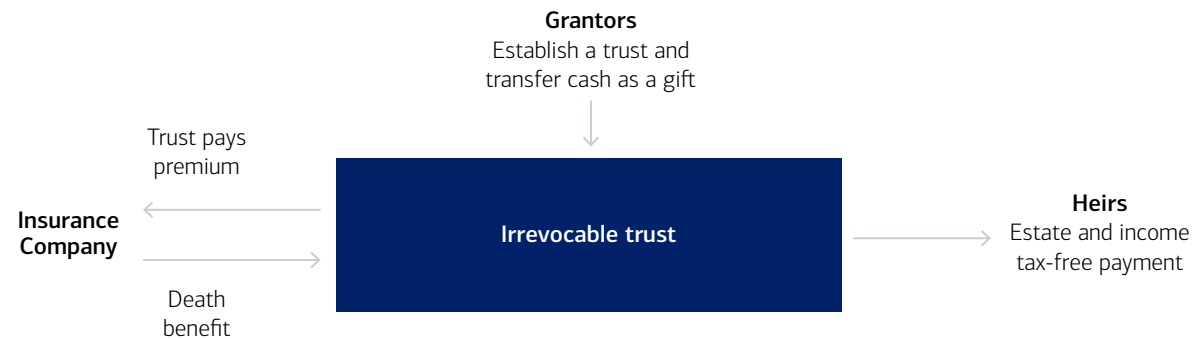 Grantors
Establish a trust and
transfer cash as a gift
Trust pays
premium
Insurance
Company
Irrevocable trust
Heirs
Estate and income
tax-free payment
Death
benefit